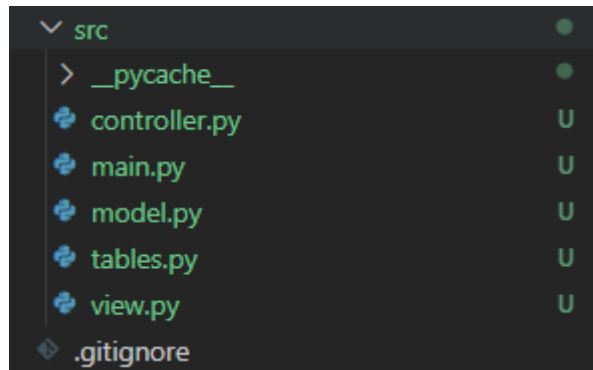 src
__pycache__
controller.py U
main.py U
model.py U
tables.py U
view.py U
.gitignore